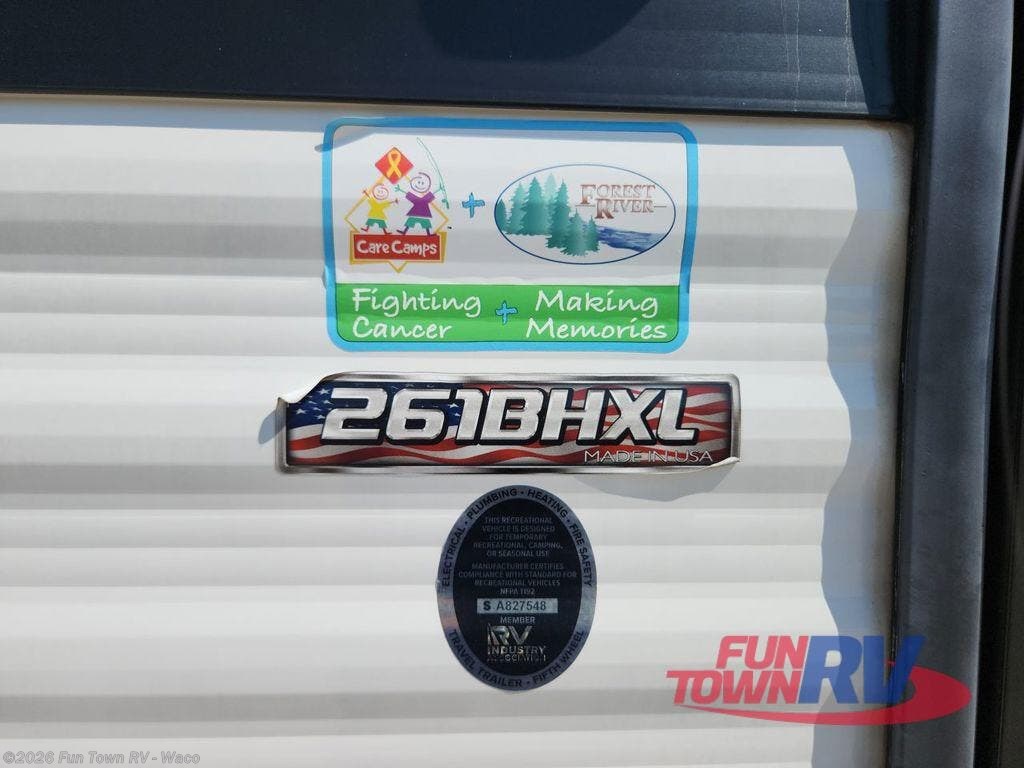 Care Camps
+
FOREST
RIVER
Fighting + Making
Cancer Memories
261BHXL
MADE IN USA
ELECTRICAL • PLUMBING • HEATING • FIRE SAFETY
THIS RECREATIONAL
VEHICLE IS DESIGNED
FOR TEMPORARY
RECREATIONAL, CAMPING,
OR SEASONAL USE
MANUFACTURER CERTIFIES
COMPLIANCE WITH STANDARD FOR
RECREATIONAL VEHICLES
NFPA 1192
S A827548
MEMBER
RV
INDUSTRY
ASSOCIATION
TRAVEL TRAILER • FIFTH WHEEL
FUN
TOWN RV
©2026 Fun Town RV - Waco